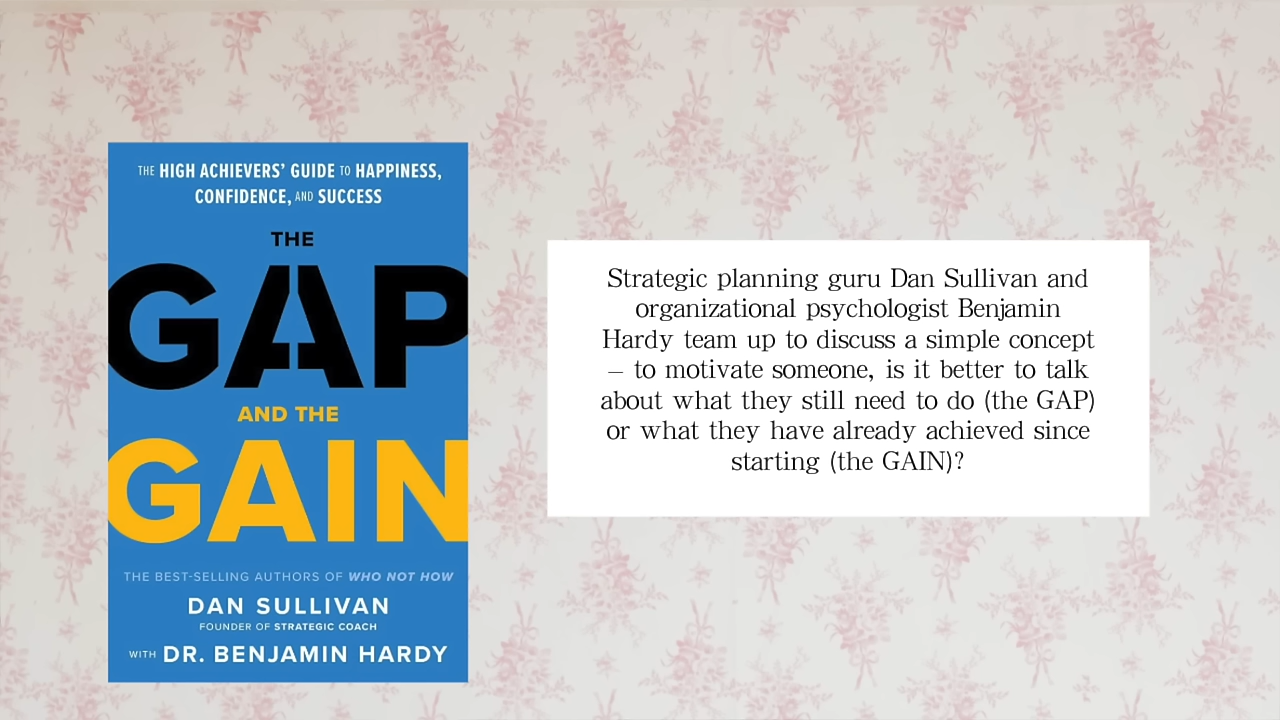 THE HIGH ACHIEVERS' GUIDE TO HAPPINESS,
CONFIDENCE, AND SUCCESS
THE
GAP
AND THE
GAIN
THE BEST-SELLING AUTHORS OF WHO NOT HOW
DAN SULLIVAN
FOUNDER OF STRATEGIC COACH
WITH DR. BENJAMIN HARDY
Strategic planning guru Dan Sullivan and
organizational psychologist Benjamin
Hardy team up to discuss a simple concept
– to motivate someone, is it better to talk
about what they still need to do (the GAP)
or what they have already achieved since
starting (the GAIN)?